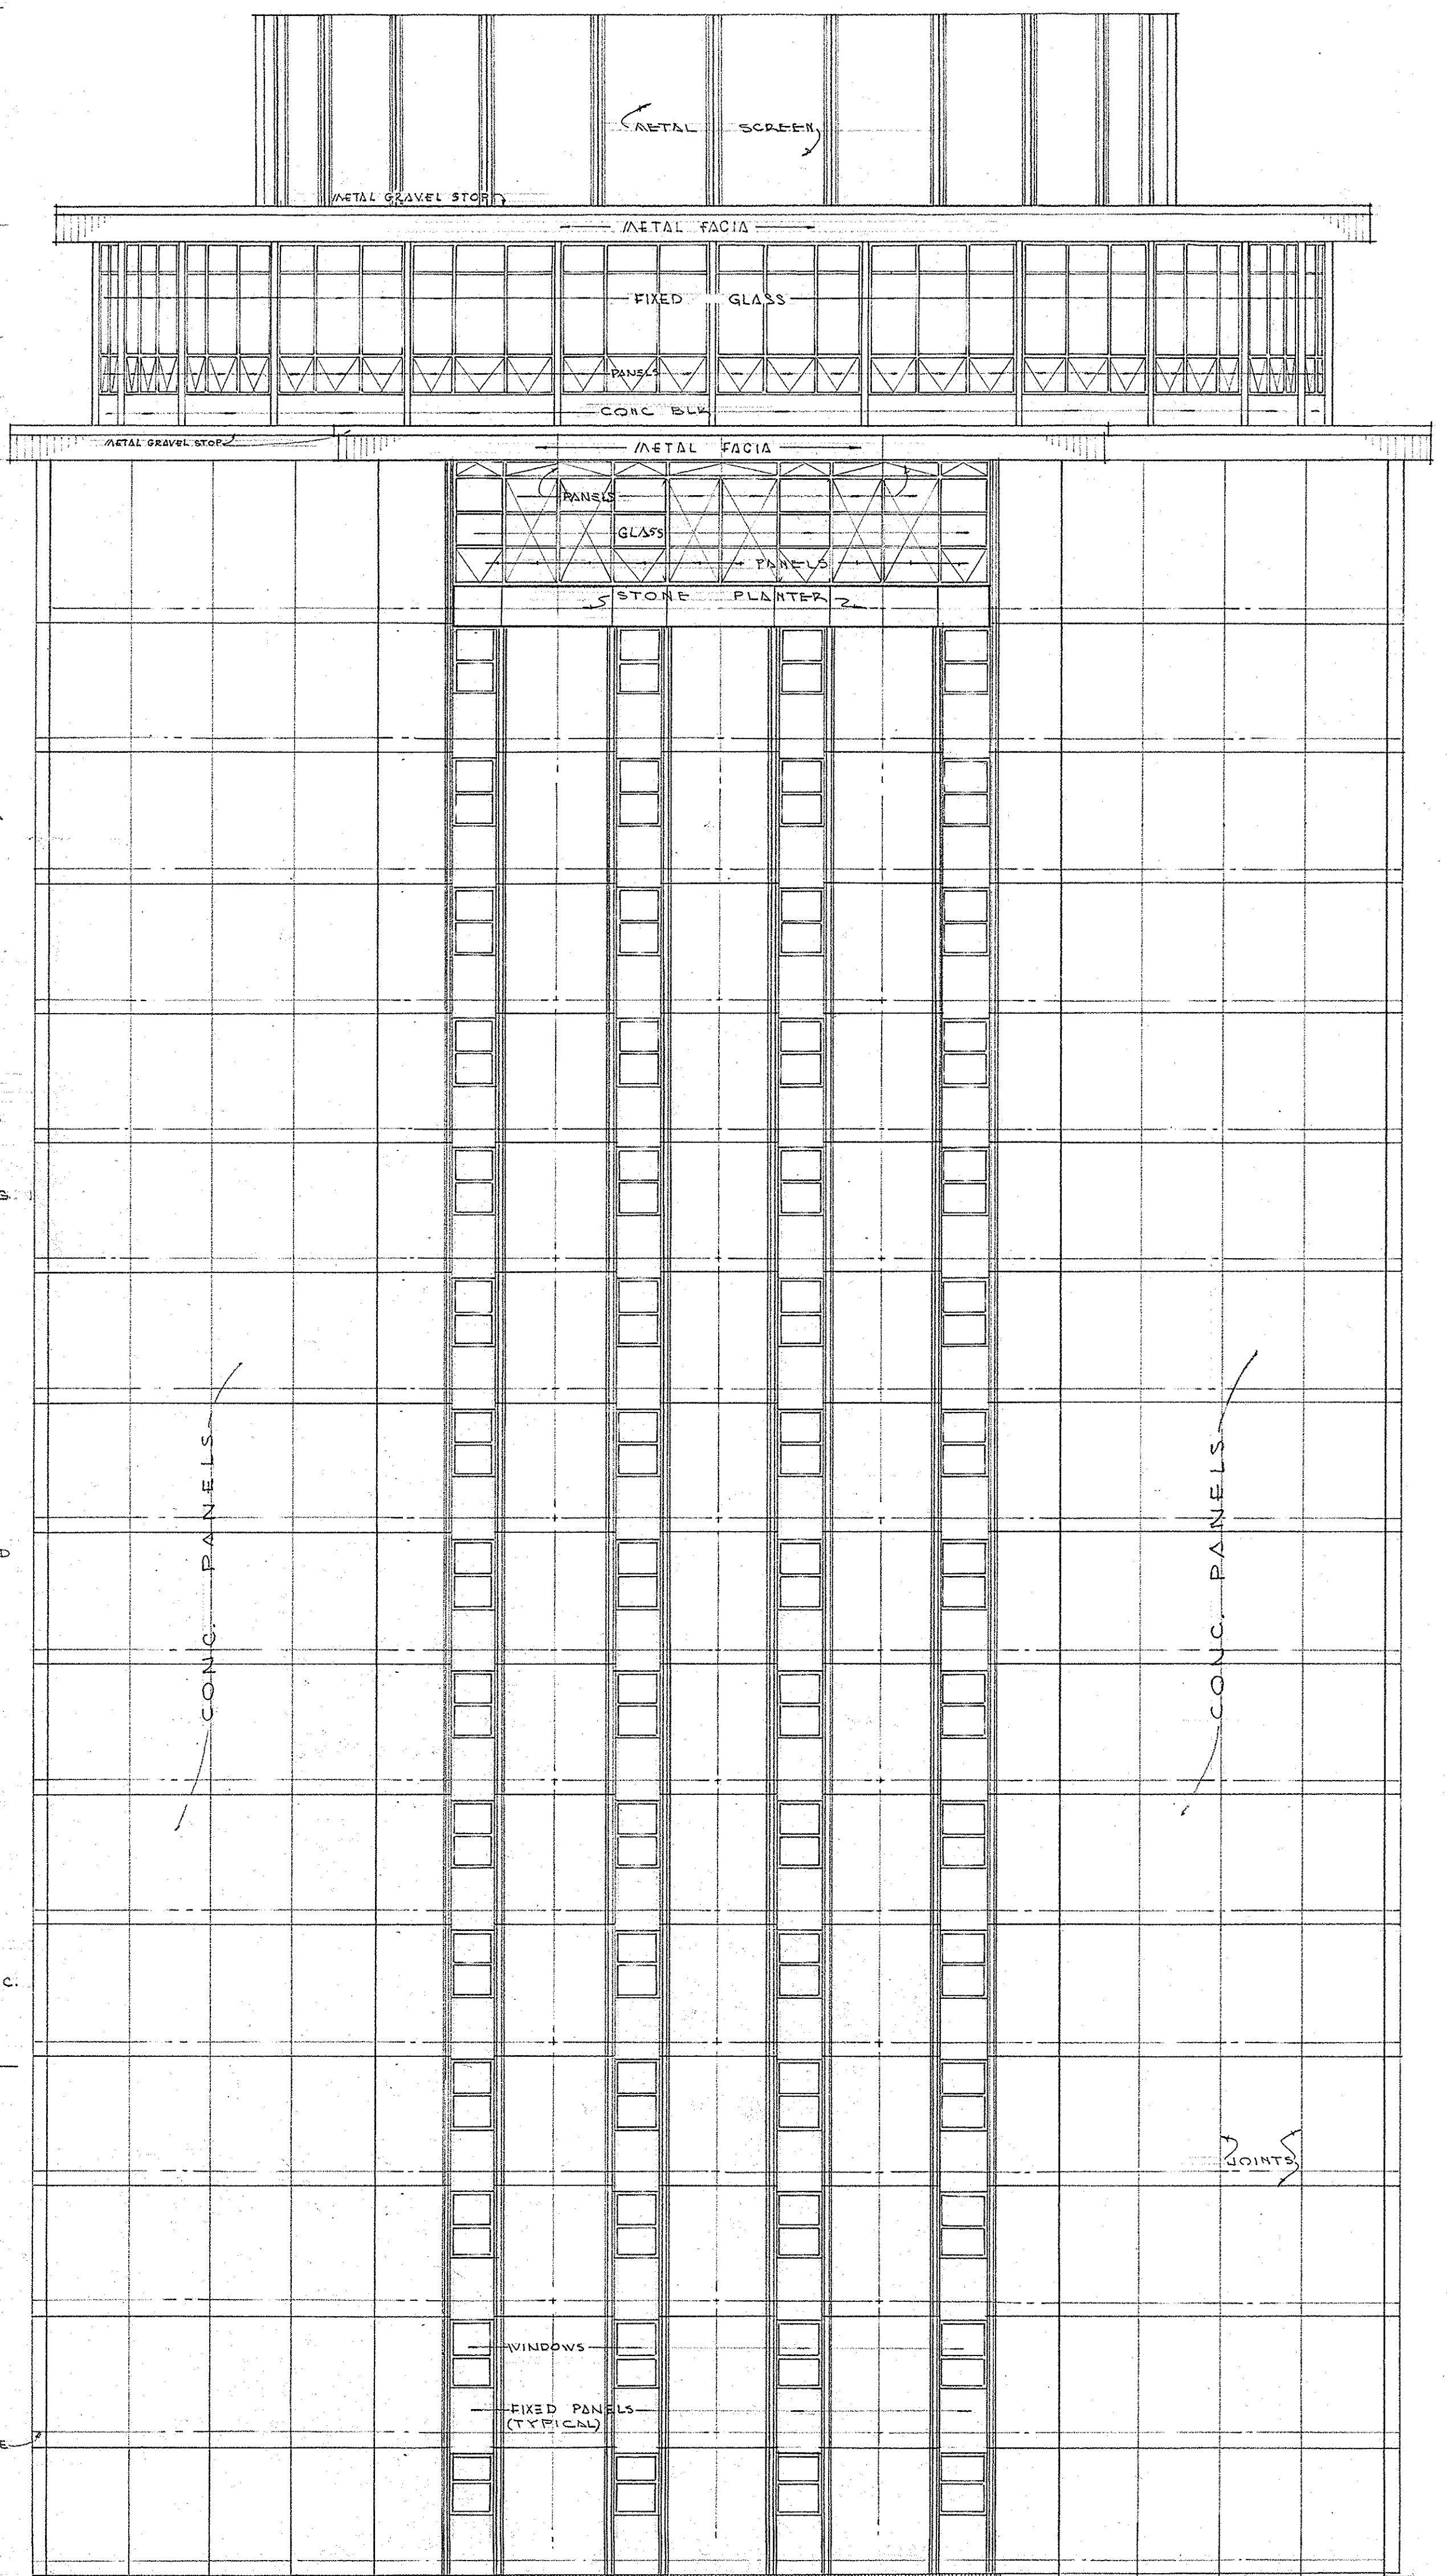 METAL SCREEN
METAL GRAVEL STOP
METAL FACIA
FIXED GLASS
PANELS
CONC BLK
METAL GRAVEL STOP
METAL FACIA
PANELS
GLASS
PANELS
STONE PLANTER
CONC. PANELS
CONC. PANELS
JOINTS
WINDOWS
FIXED PANELS
(TYPICAL)